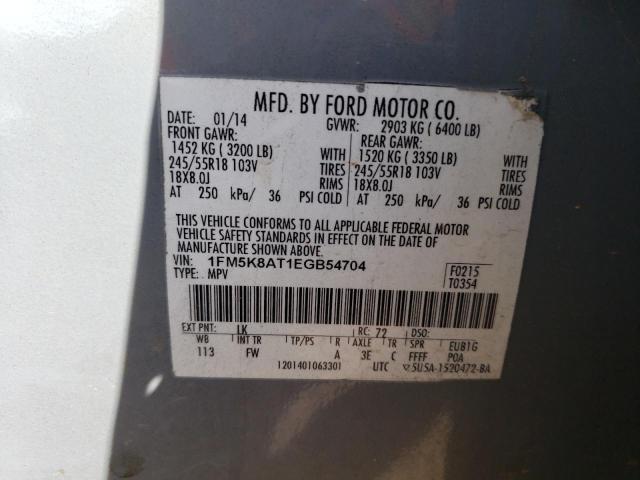 MFD. BY FORD MOTOR CO.
DATE: 01/14 GVWR: 2903 KG ( 6400 LB)
FRONT GAWR: REAR GAWR:
1452 KG ( 3200 LB) WITH 1520 KG ( 3350 LB) WITH
245/55R18 103V TIRES 245/55R18 103V TIRES
18X8.0J RIMS 18X8.0J RIMS
AT 250 kPa/ 36 PSI COLD AT 250 kPa/ 36 PSI COLD
THIS VEHICLE CONFORMS TO ALL APPLICABLE FEDERAL MOTOR
VEHICLE SAFETY STANDARDS IN EFFECT ON THE DATE OF
MANUFACTURE SHOWN ABOVE.
VIN: 1FM5K8AT1EGB54704 F0215
TYPE: MPV T0354
EXT PNT: LK RC: 72 DSO:
WB INT TR TP/PS R AXLE TR SPR EUB1G
113 FW A 3E C FFFF POA
1201401063301 UTC ▽5U5A-1520472-BA